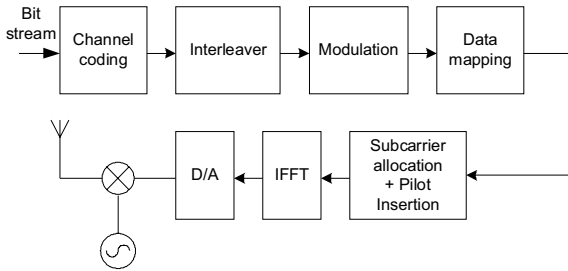 Bit
stream
Channel
coding
Interleaver
Modulation
Data
mapping
D/A
IFFT
Subcarrier
allocation
+ Pilot
Insertion